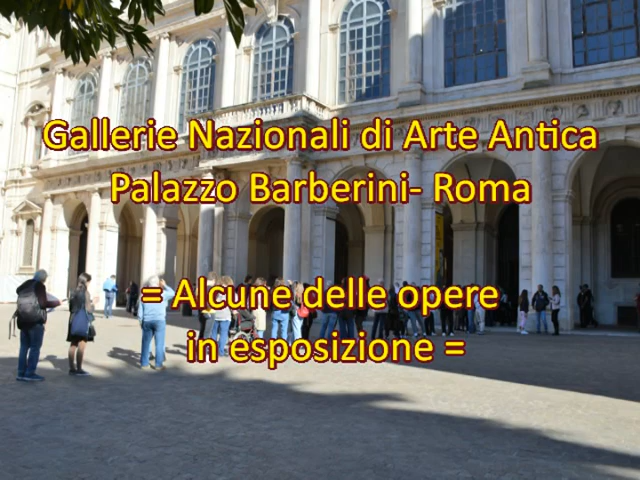 Gallerie Nazionali di Arte Antica
Palazzo Barberini- Roma
= Alcune delle opere
in esposizione =